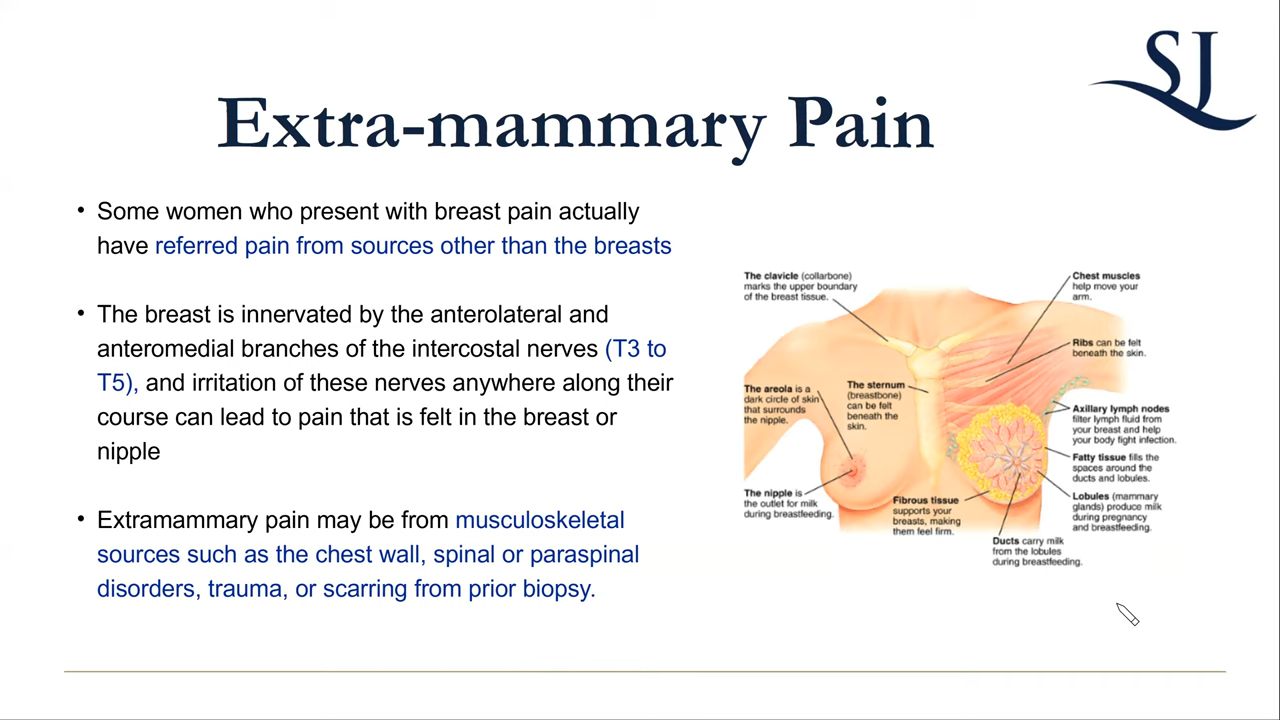 SJ
Extra-mammary Pain
• Some women who present with breast pain actually
have referred pain from sources other than the breasts
• The breast is innervated by the anterolateral and
anteromedial branches of the intercostal nerves (T3 to
T5), and irritation of these nerves anywhere along their
course can lead to pain that is felt in the breast or
nipple
• Extramammary pain may be from musculoskeletal
sources such as the chest wall, spinal or paraspinal
disorders, trauma, or scarring from prior biopsy.
The clavicle (collarbone)
marks the upper boundary
of the breast tissue.
Chest muscles
help move your
arm.
Ribs can be felt
beneath the skin.
The areola is a
dark circle of skin
that surrounds
the nipple.
The sternum
(breastbone)
can be felt
beneath the
skin.
Axillary lymph nodes
filter lymph fluid from
your breast and help
your body fight infection.
Fatty tissue fills the
spaces around the
ducts and lobules.
The nipple is
the outlet for milk
during breastfeeding.
Fibrous tissue
supports your
breasts, making
them feel firm.
Lobules (mammary
glands) produce milk
during pregnancy
and breastfeeding.
Ducts carry milk
from the lobules
during breastfeeding.